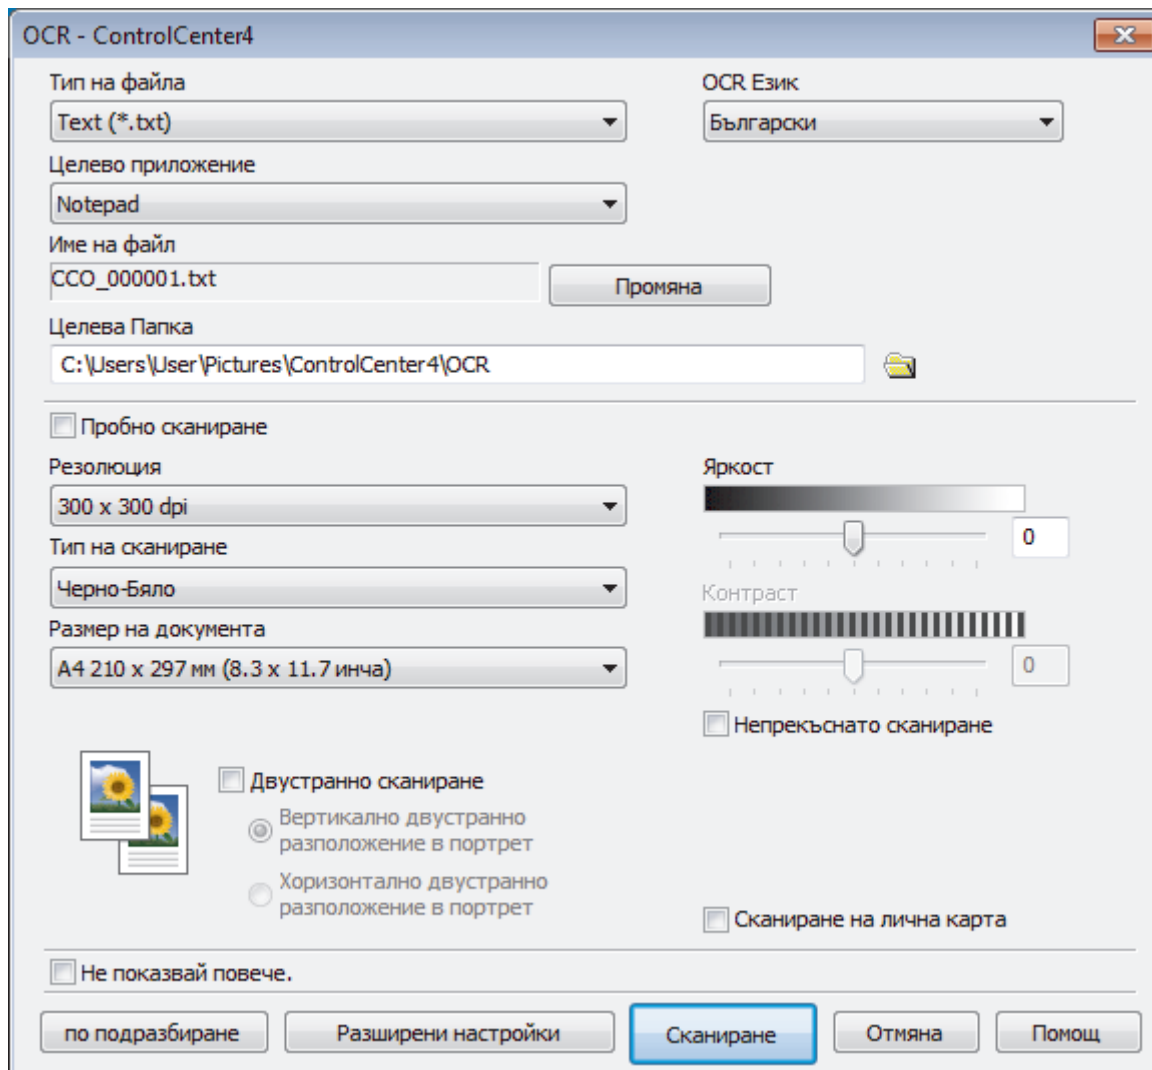 OCR - ControlCenter4
Тип на файла
OCR Език
Text (*.txt)
Български
Целево приложение
Notepad
Име на файл
CCO_000001.txt
Промяна
Целева Папка
C:\Users\User\Pictures\ControlCenter4\OCR
Пробно сканиране
Резолюция
Яркост
300 x 300 dpi
0
Тип на сканиране
Черно-Бяло
Контраст
Размер на документа
A4 210 x 297 мм (8.3 x 11.7 инча)
0
Непрекъснато сканиране
Двустранно сканиране
Вертикално двустранно
разположение в портрет
Хоризонтално двустранно
разположение в портрет
Сканиране на лична карта
Не показвай повече.
по подразбиране
Разширени настройки
Сканиране
Отмяна
Помощ